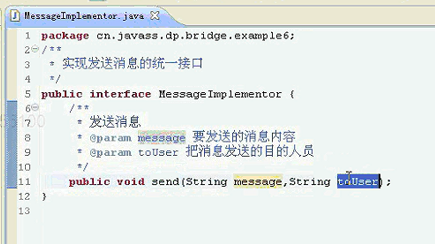 MessageImplementor.java
1 package cn.javass.dp.bridge.example6;
2 /**
3 * 实现发送消息的统一接口
4 */
5 public interface MessageImplementor {
6 /**
7 * 发送消息
8 * @param message 要发送的消息内容
9 * @param toUser 把消息发送的目的人员
10 */
11 public void send(String message,String toUser);
12 }
13